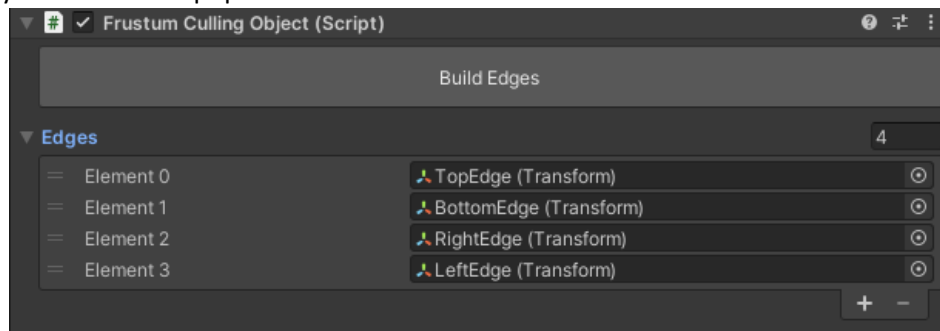 Frustum Culling Object (Script)
Build Edges
Edges 4
Element 0 TopEdge (Transform)
Element 1 BottomEdge (Transform)
Element 2 RightEdge (Transform)
Element 3 LeftEdge (Transform)